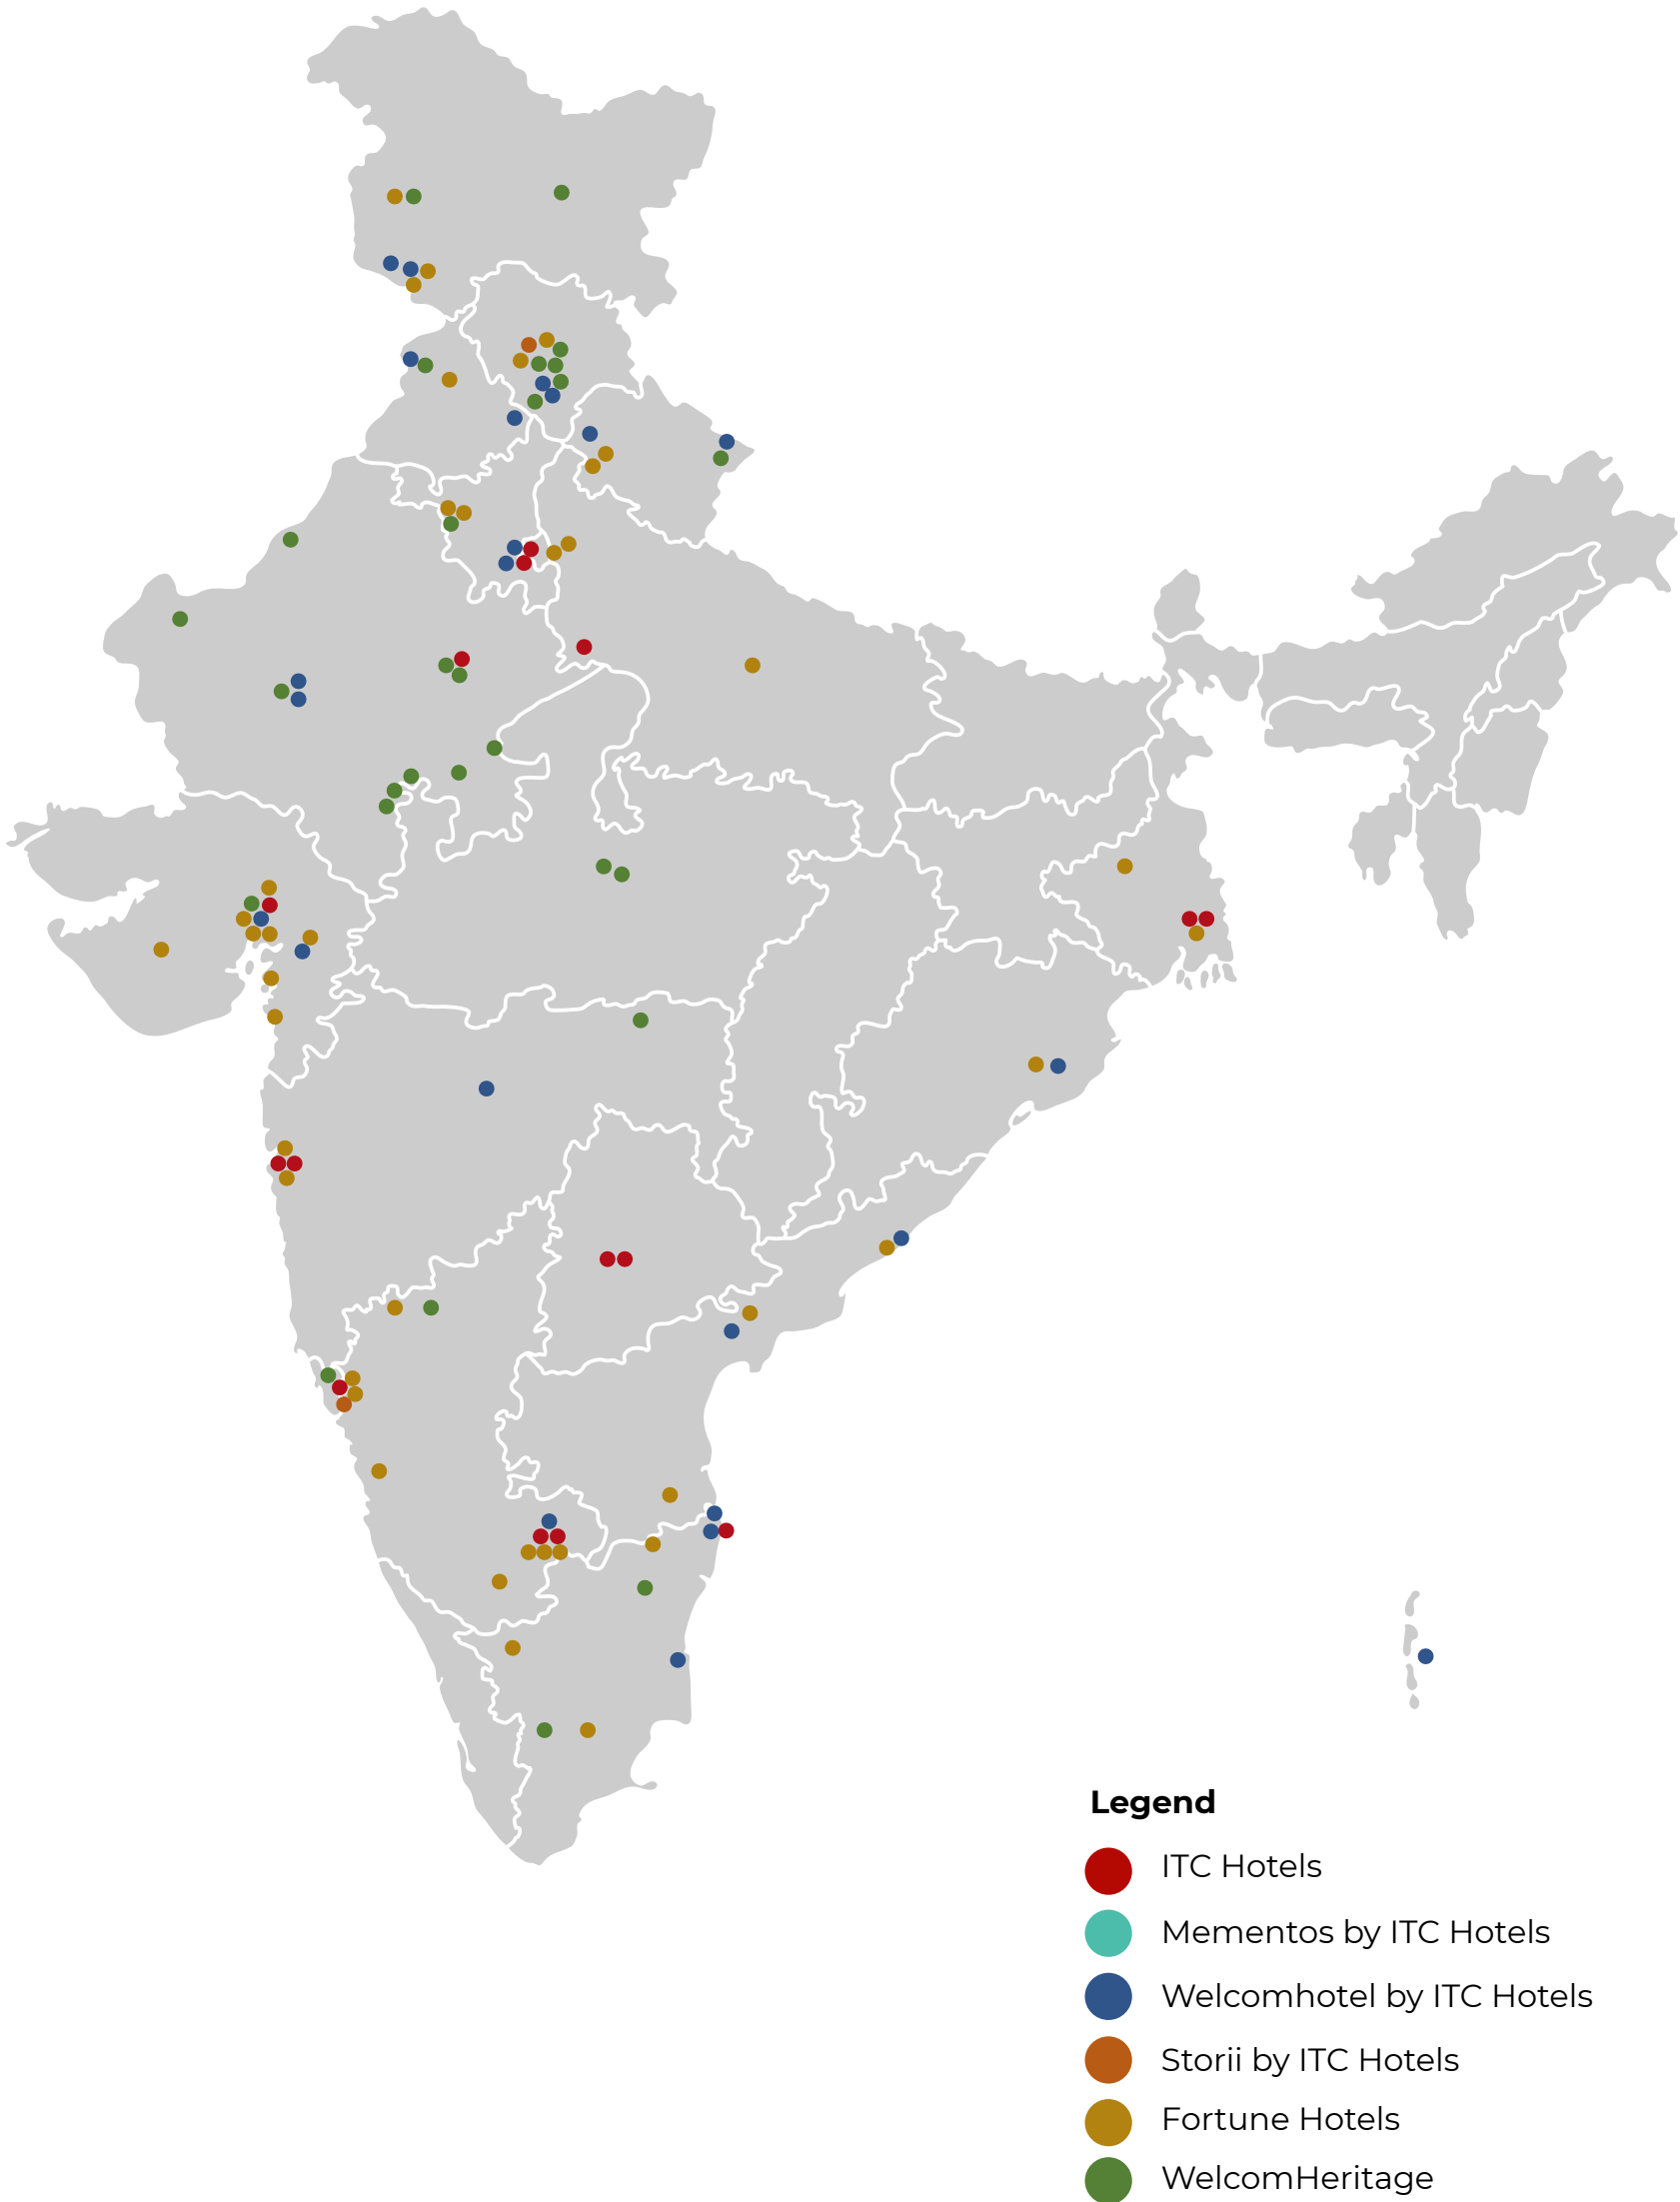 Legend
ITC Hotels
Mementos by ITC Hotels
Welcomhotel by ITC Hotels
Storii by ITC Hotels
Fortune Hotels
WelcomHeritage